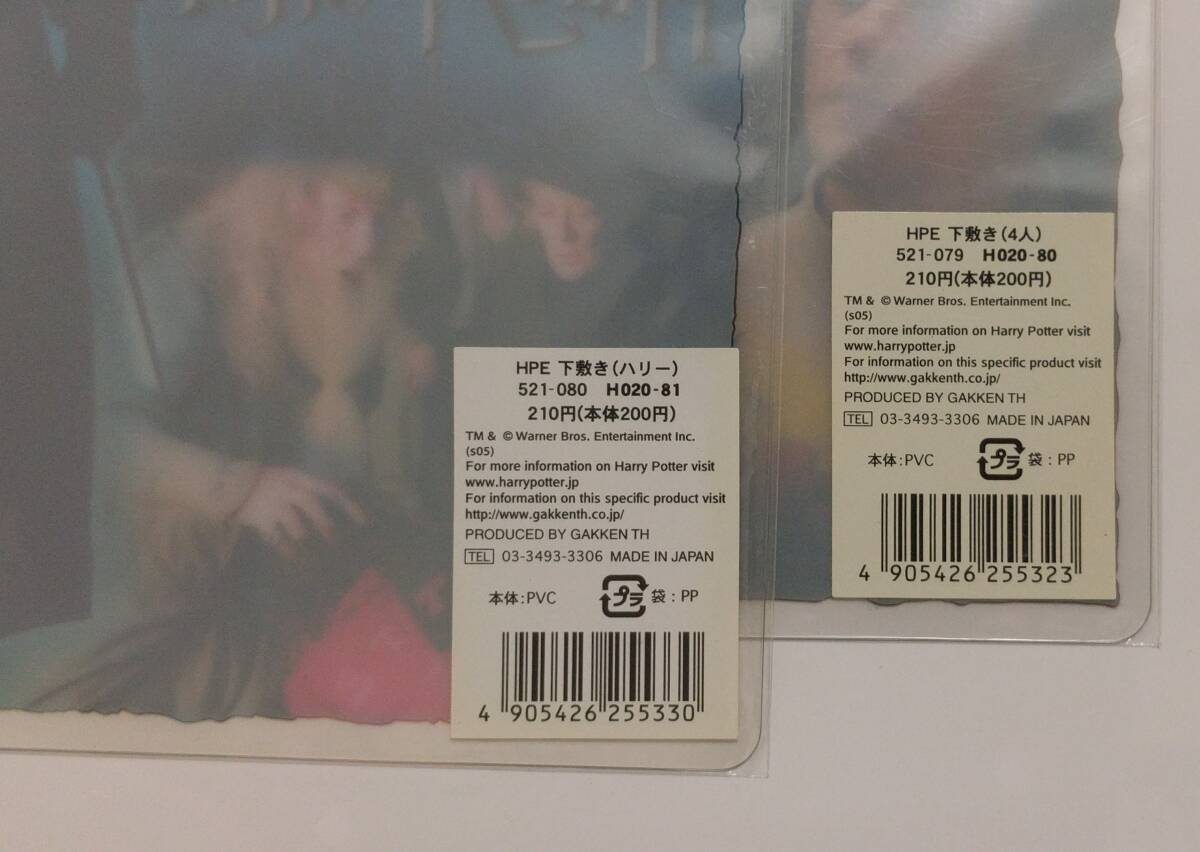 HPE 下敷き(ハリー)
521-080 H020-81
210円(本体200円)
TM & © Warner Bros. Entertainment Inc.
(s05)
For more information on Harry Potter visit
www.harrypotter.jp
For information on this specific product visit
http://www.gakkenth.co.jp/
PRODUCED BY GAKKEN TH
TEL 03-3493-3306 MADE IN JAPAN
本体:PVC プラ 袋:PP
4 905426 255330
HPE 下敷き(4人)
521-079 H020-80
210円(本体200円)
TM & © Warner Bros. Entertainment Inc.
(s05)
For more information on Harry Potter visit
www.harrypotter.jp
For information on this specific product visit
http://www.gakkenth.co.jp/
PRODUCED BY GAKKEN TH
TEL 03-3493-3306 MADE IN JAPAN
本体:PVC プラ 袋:PP
4 905426 255323